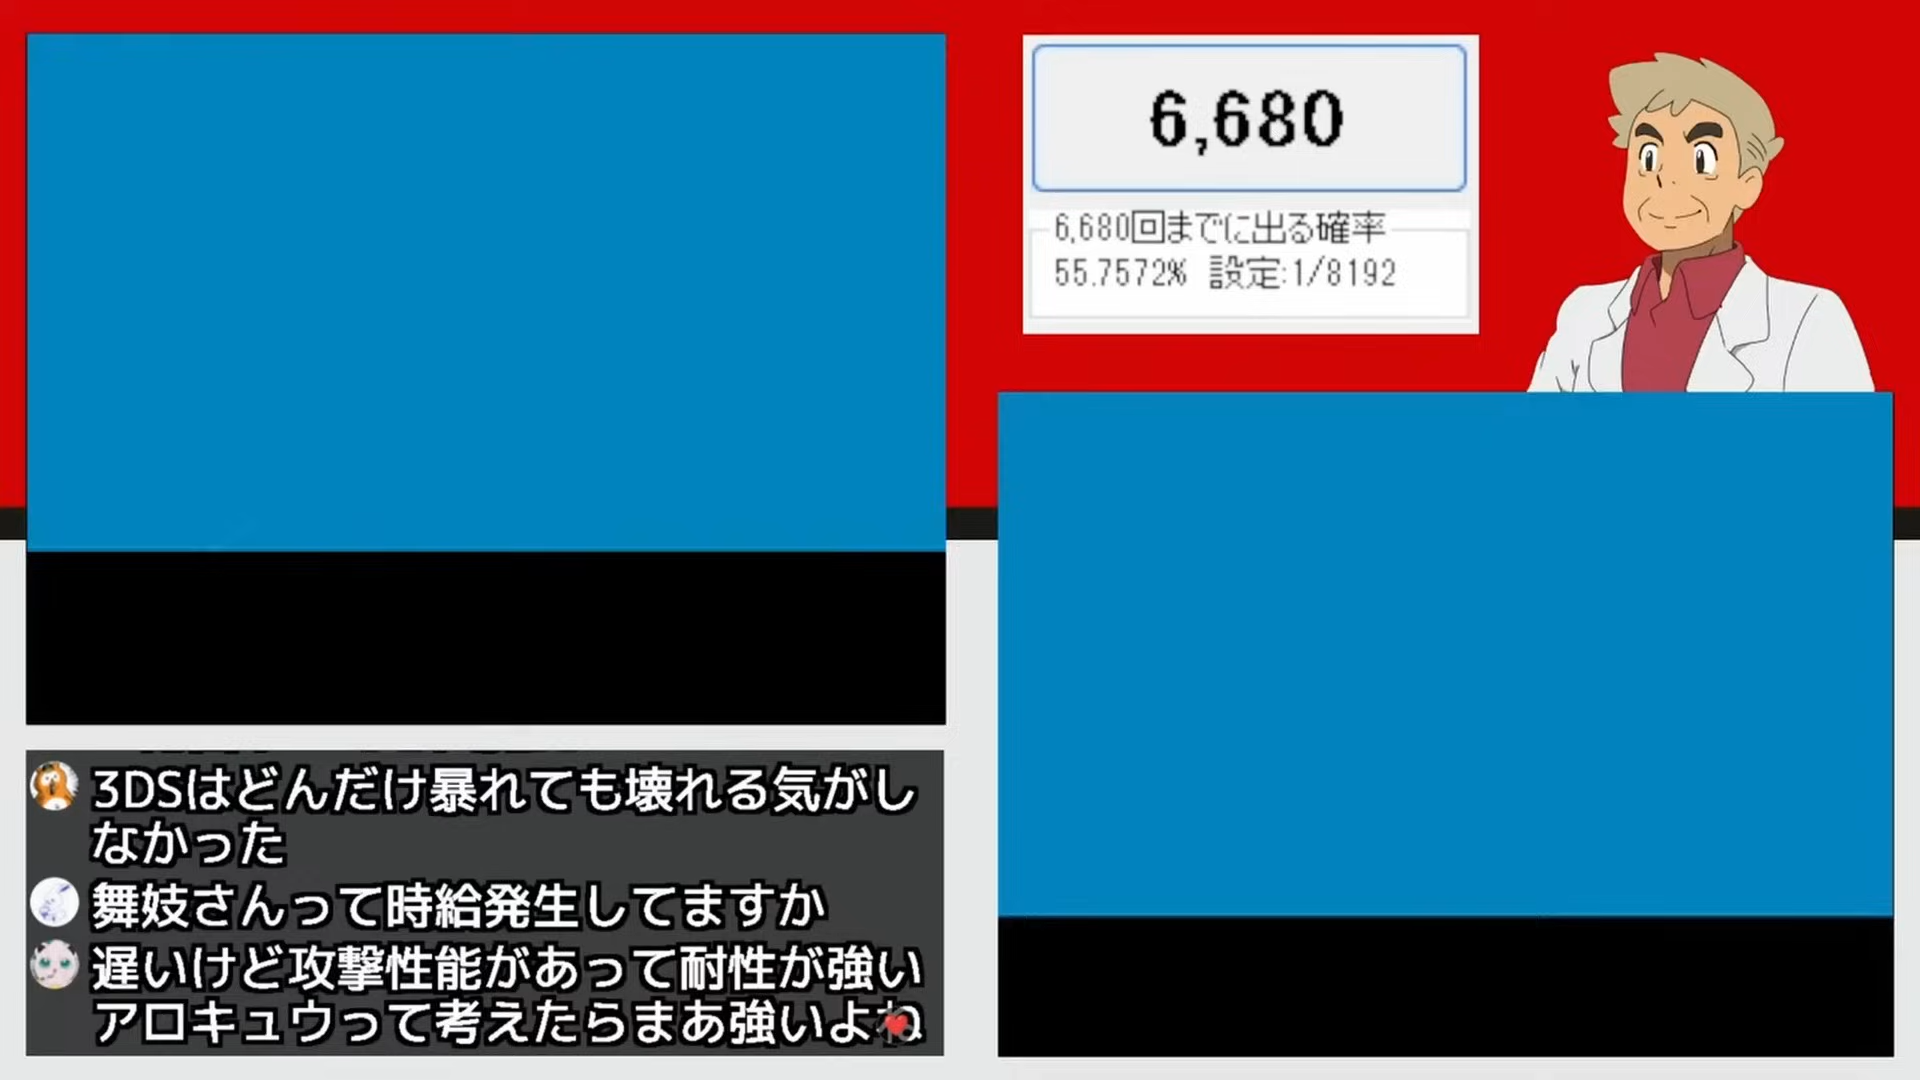 6,680
6,680回までに出る確率
55.7572% 設定:1/8192
3DSはどんだけ暴れても壊れる気がし
なかった
舞妓さんって時給発生してますか
遅いけど攻撃性能があって耐性が強い
アロキュウって考えたらまあ強いよね